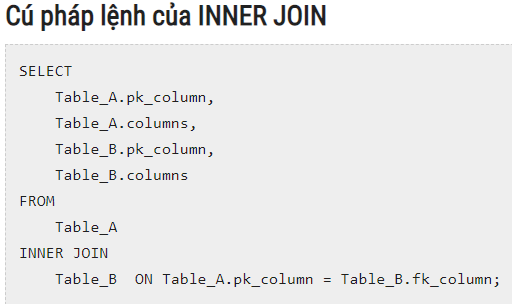 Cú pháp lệnh của INNER JOIN
SELECT
Table_A.pk_column,
Table_A.columns,
Table_B.pk_column,
Table_B.columns
FROM
Table_A
INNER JOIN
Table_B  ON Table_A.pk_column = Table_B.fk_column;